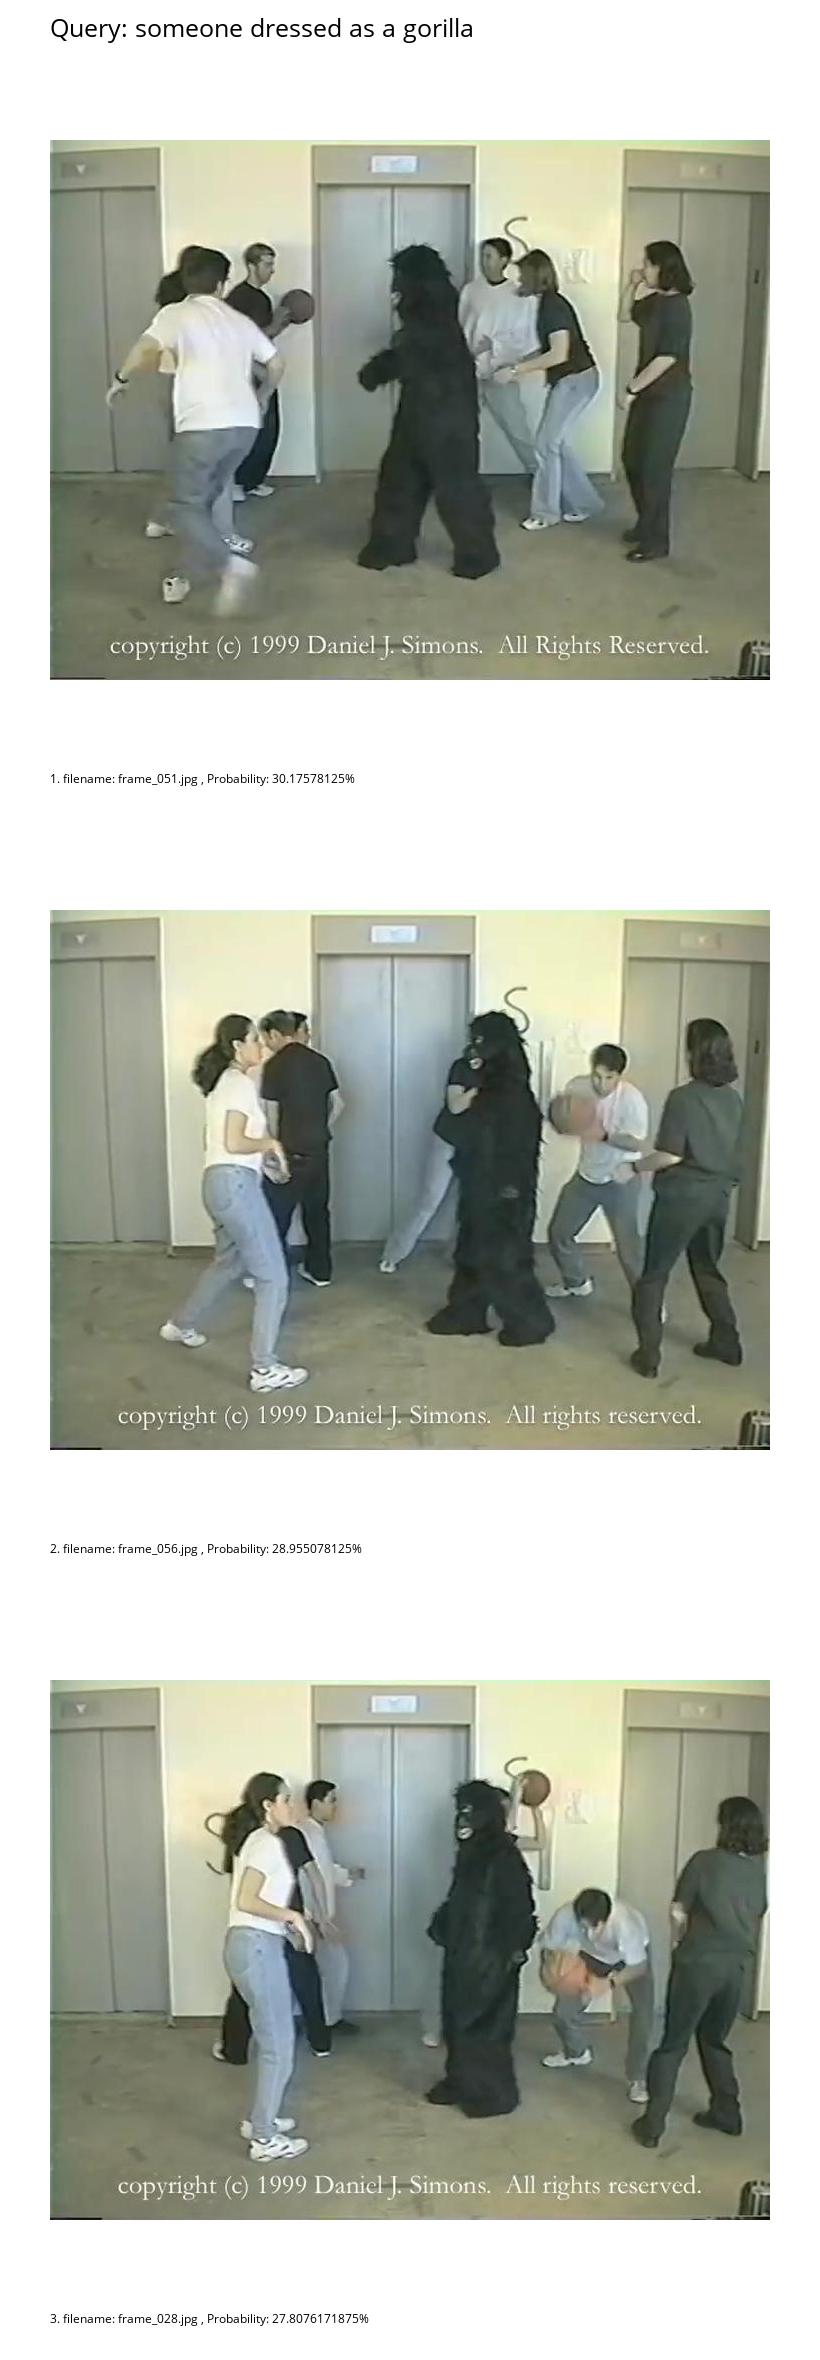 Query: someone dressed as a gorilla
S
copyright (c) 1999 Daniel J. Simons.  All Rights Reserved.
1. filename: frame_051.jpg , Probability: 30.17578125%
S
copyright (c) 1999 Daniel J. Simons.  All rights reserved.
2. filename: frame_056.jpg , Probability: 28.955078125%
copyright (c) 1999 Daniel J. Simons.  All rights reserved.
3. filename: frame_028.jpg , Probability: 27.8076171875%